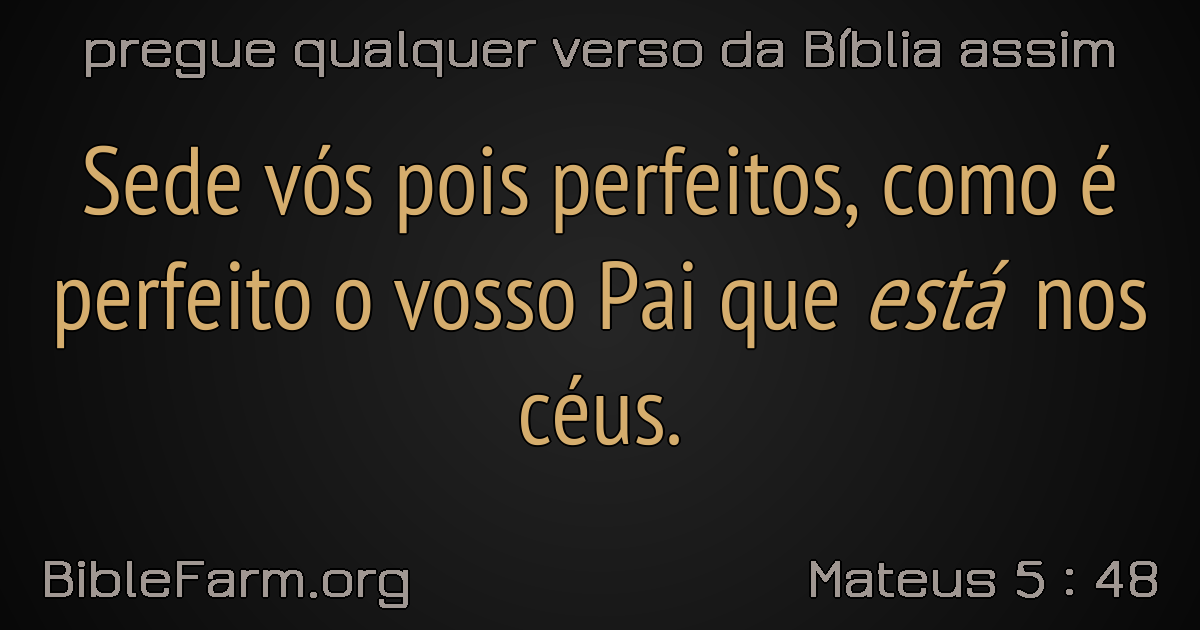 pregue qualquer verso da Bíblia assim
Sede vós pois perfeitos, como é
perfeito o vosso Pai que está nos
céus.
BibleFarm.org
Mateus 5 : 48